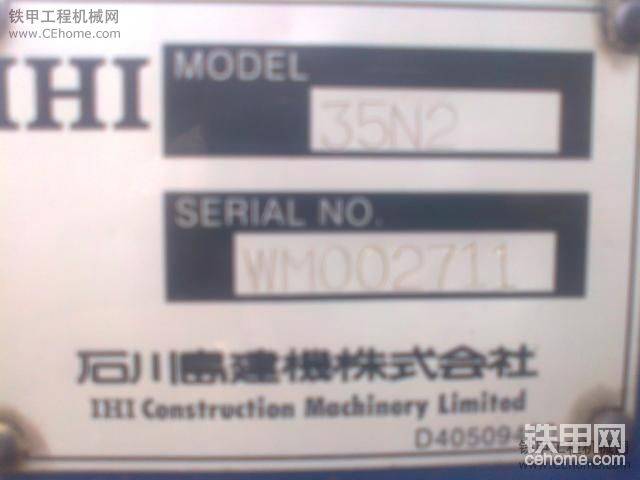 铁甲工程机械网
www.CEhome.com
IHI
MODEL
35N2
SERIAL NO.
WM002711
石川島建機株式会社
IHI Construction Machinery Limited
D405094
铁甲网
cehome.com